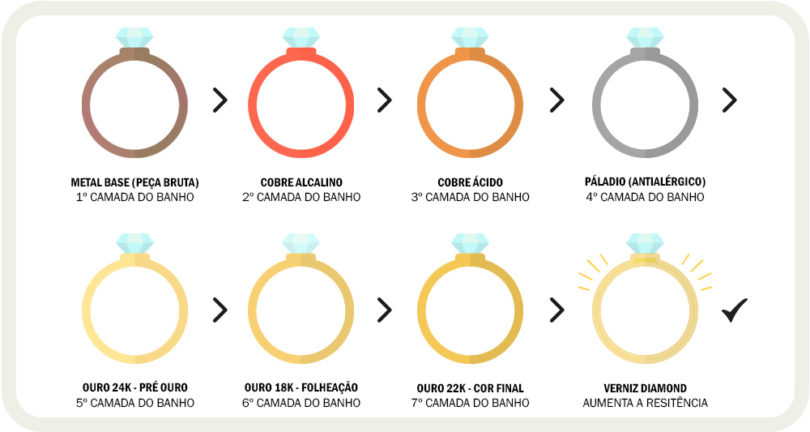 METAL BASE (PEÇA BRUTA)
1º CAMADA DO BANHO
COBRE ALCALINO
2º CAMADA DO BANHO
COBRE ÁCIDO
3º CAMADA DO BANHO
PÁLADIO (ANTIALÉRGICO)
4º CAMADA DO BANHO
OURO 24K - PRÉ OURO
5º CAMADA DO BANHO
OURO 18K - FOLHEAÇÃO
6º CAMADA DO BANHO
OURO 22K - COR FINAL
7º CAMADA DO BANHO
VERNIZ DIAMOND
AUMENTA A RESITÊNCIA